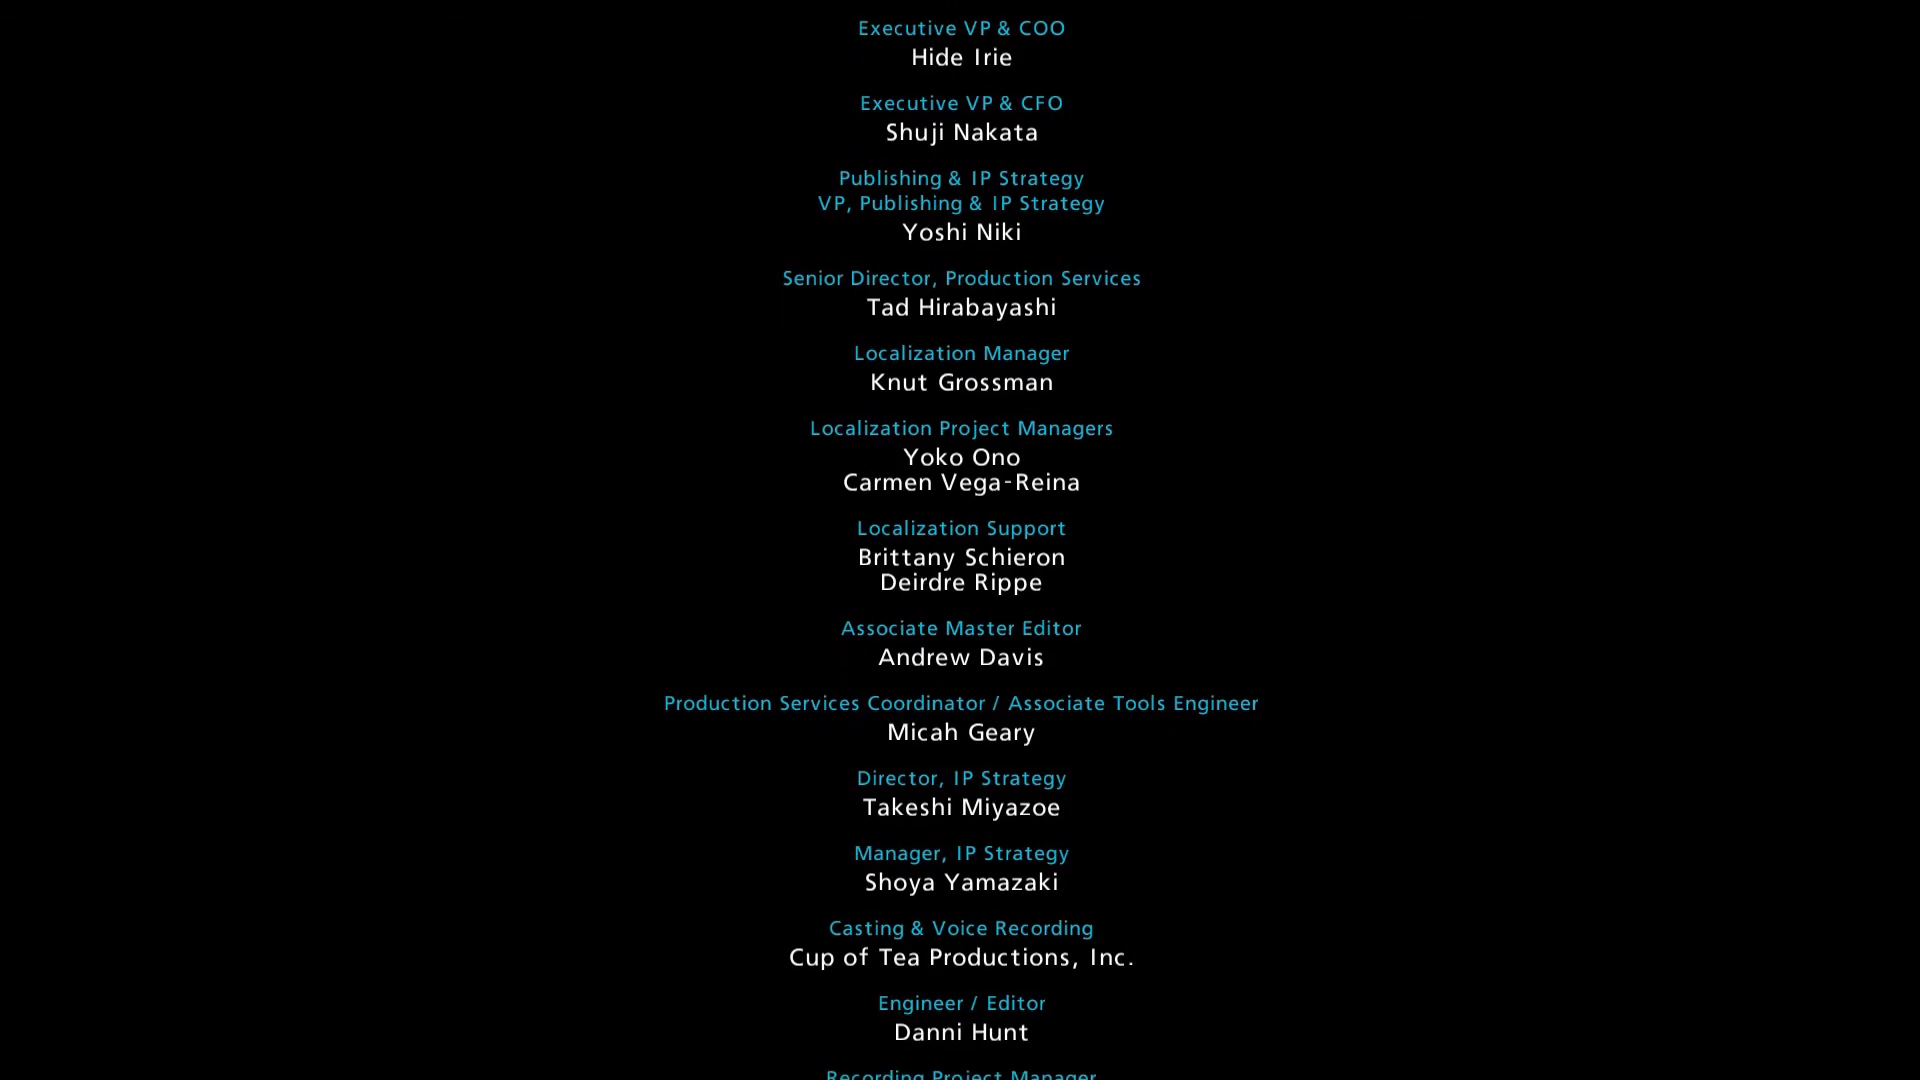 Executive VP & COO
Hide Irie
Executive VP & CFO
Shuji Nakata
Publishing & IP Strategy
VP, Publishing & IP Strategy
Yoshi Niki
Senior Director, Production Services
Tad Hirabayashi
Localization Manager
Knut Grossman
Localization Project Managers
Yoko Ono
Carmen Vega-Reina
Localization Support
Brittany Schieron
Deirdre Rippe
Associate Master Editor
Andrew Davis
Production Services Coordinator / Associate Tools Engineer
Micah Geary
Director, IP Strategy
Takeshi Miyazoe
Manager, IP Strategy
Shoya Yamazaki
Casting & Voice Recording
Cup of Tea Productions, Inc.
Engineer / Editor
Danni Hunt
Recording Project Manager